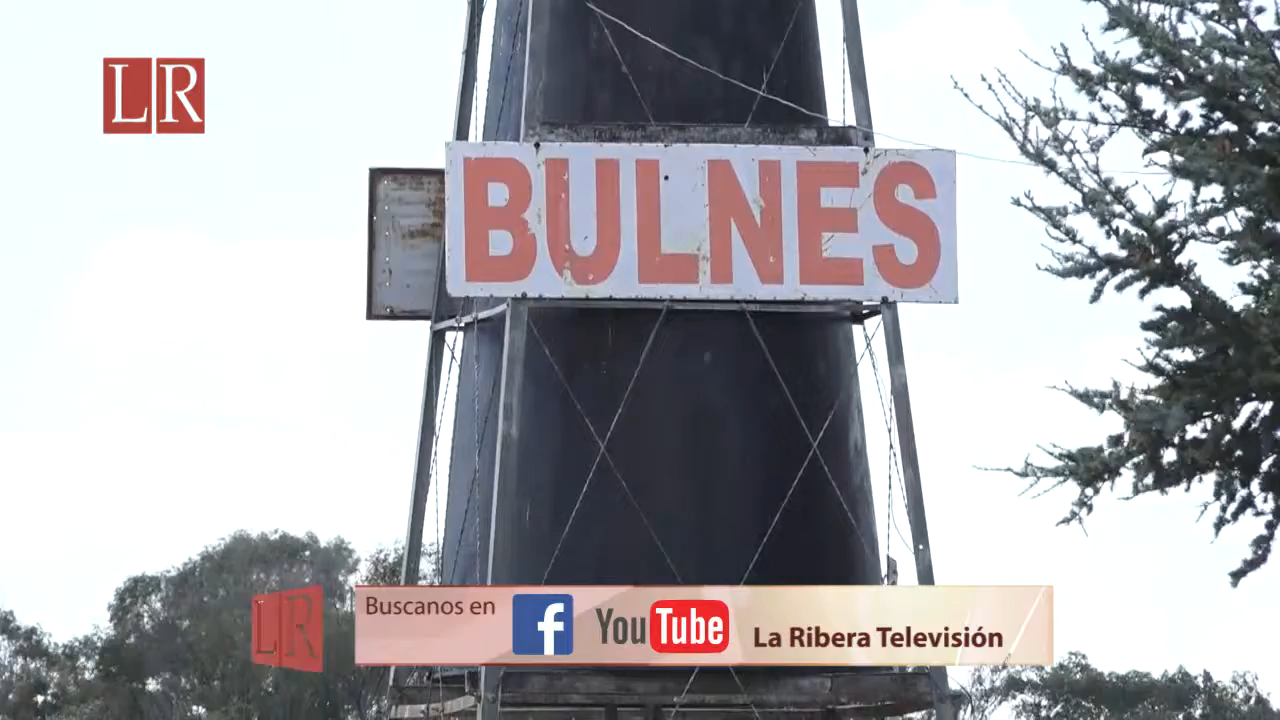 LR
BULNES
LR
Buscanos en
f
YouTube
La Ribera Televisión